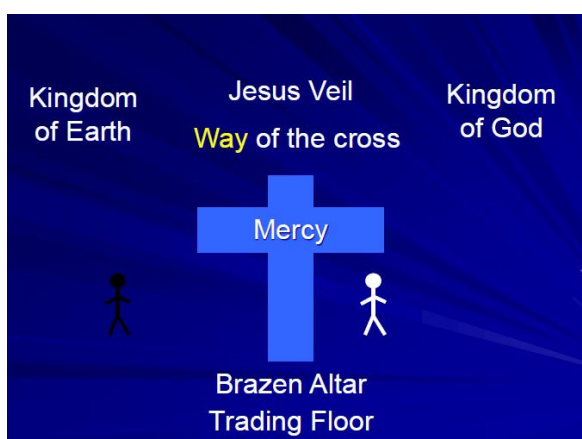 Kingdom
of Earth
Jesus Veil
Way of the cross
Kingdom
of God
Mercy
Brazen Altar
Trading Floor